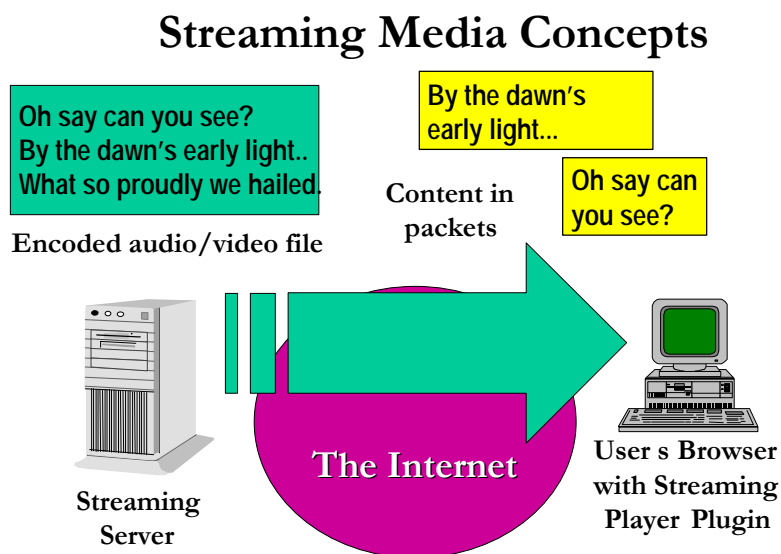 Streaming Media Concepts
Oh say can you see?
By the dawn's early light..
What so proudly we hailed.
By the dawn's
early light...
Oh say can
you see?
Content in
packets
Encoded audio/video file
The Internet
Streaming
Server
User s Browser
with Streaming
Player Plugin